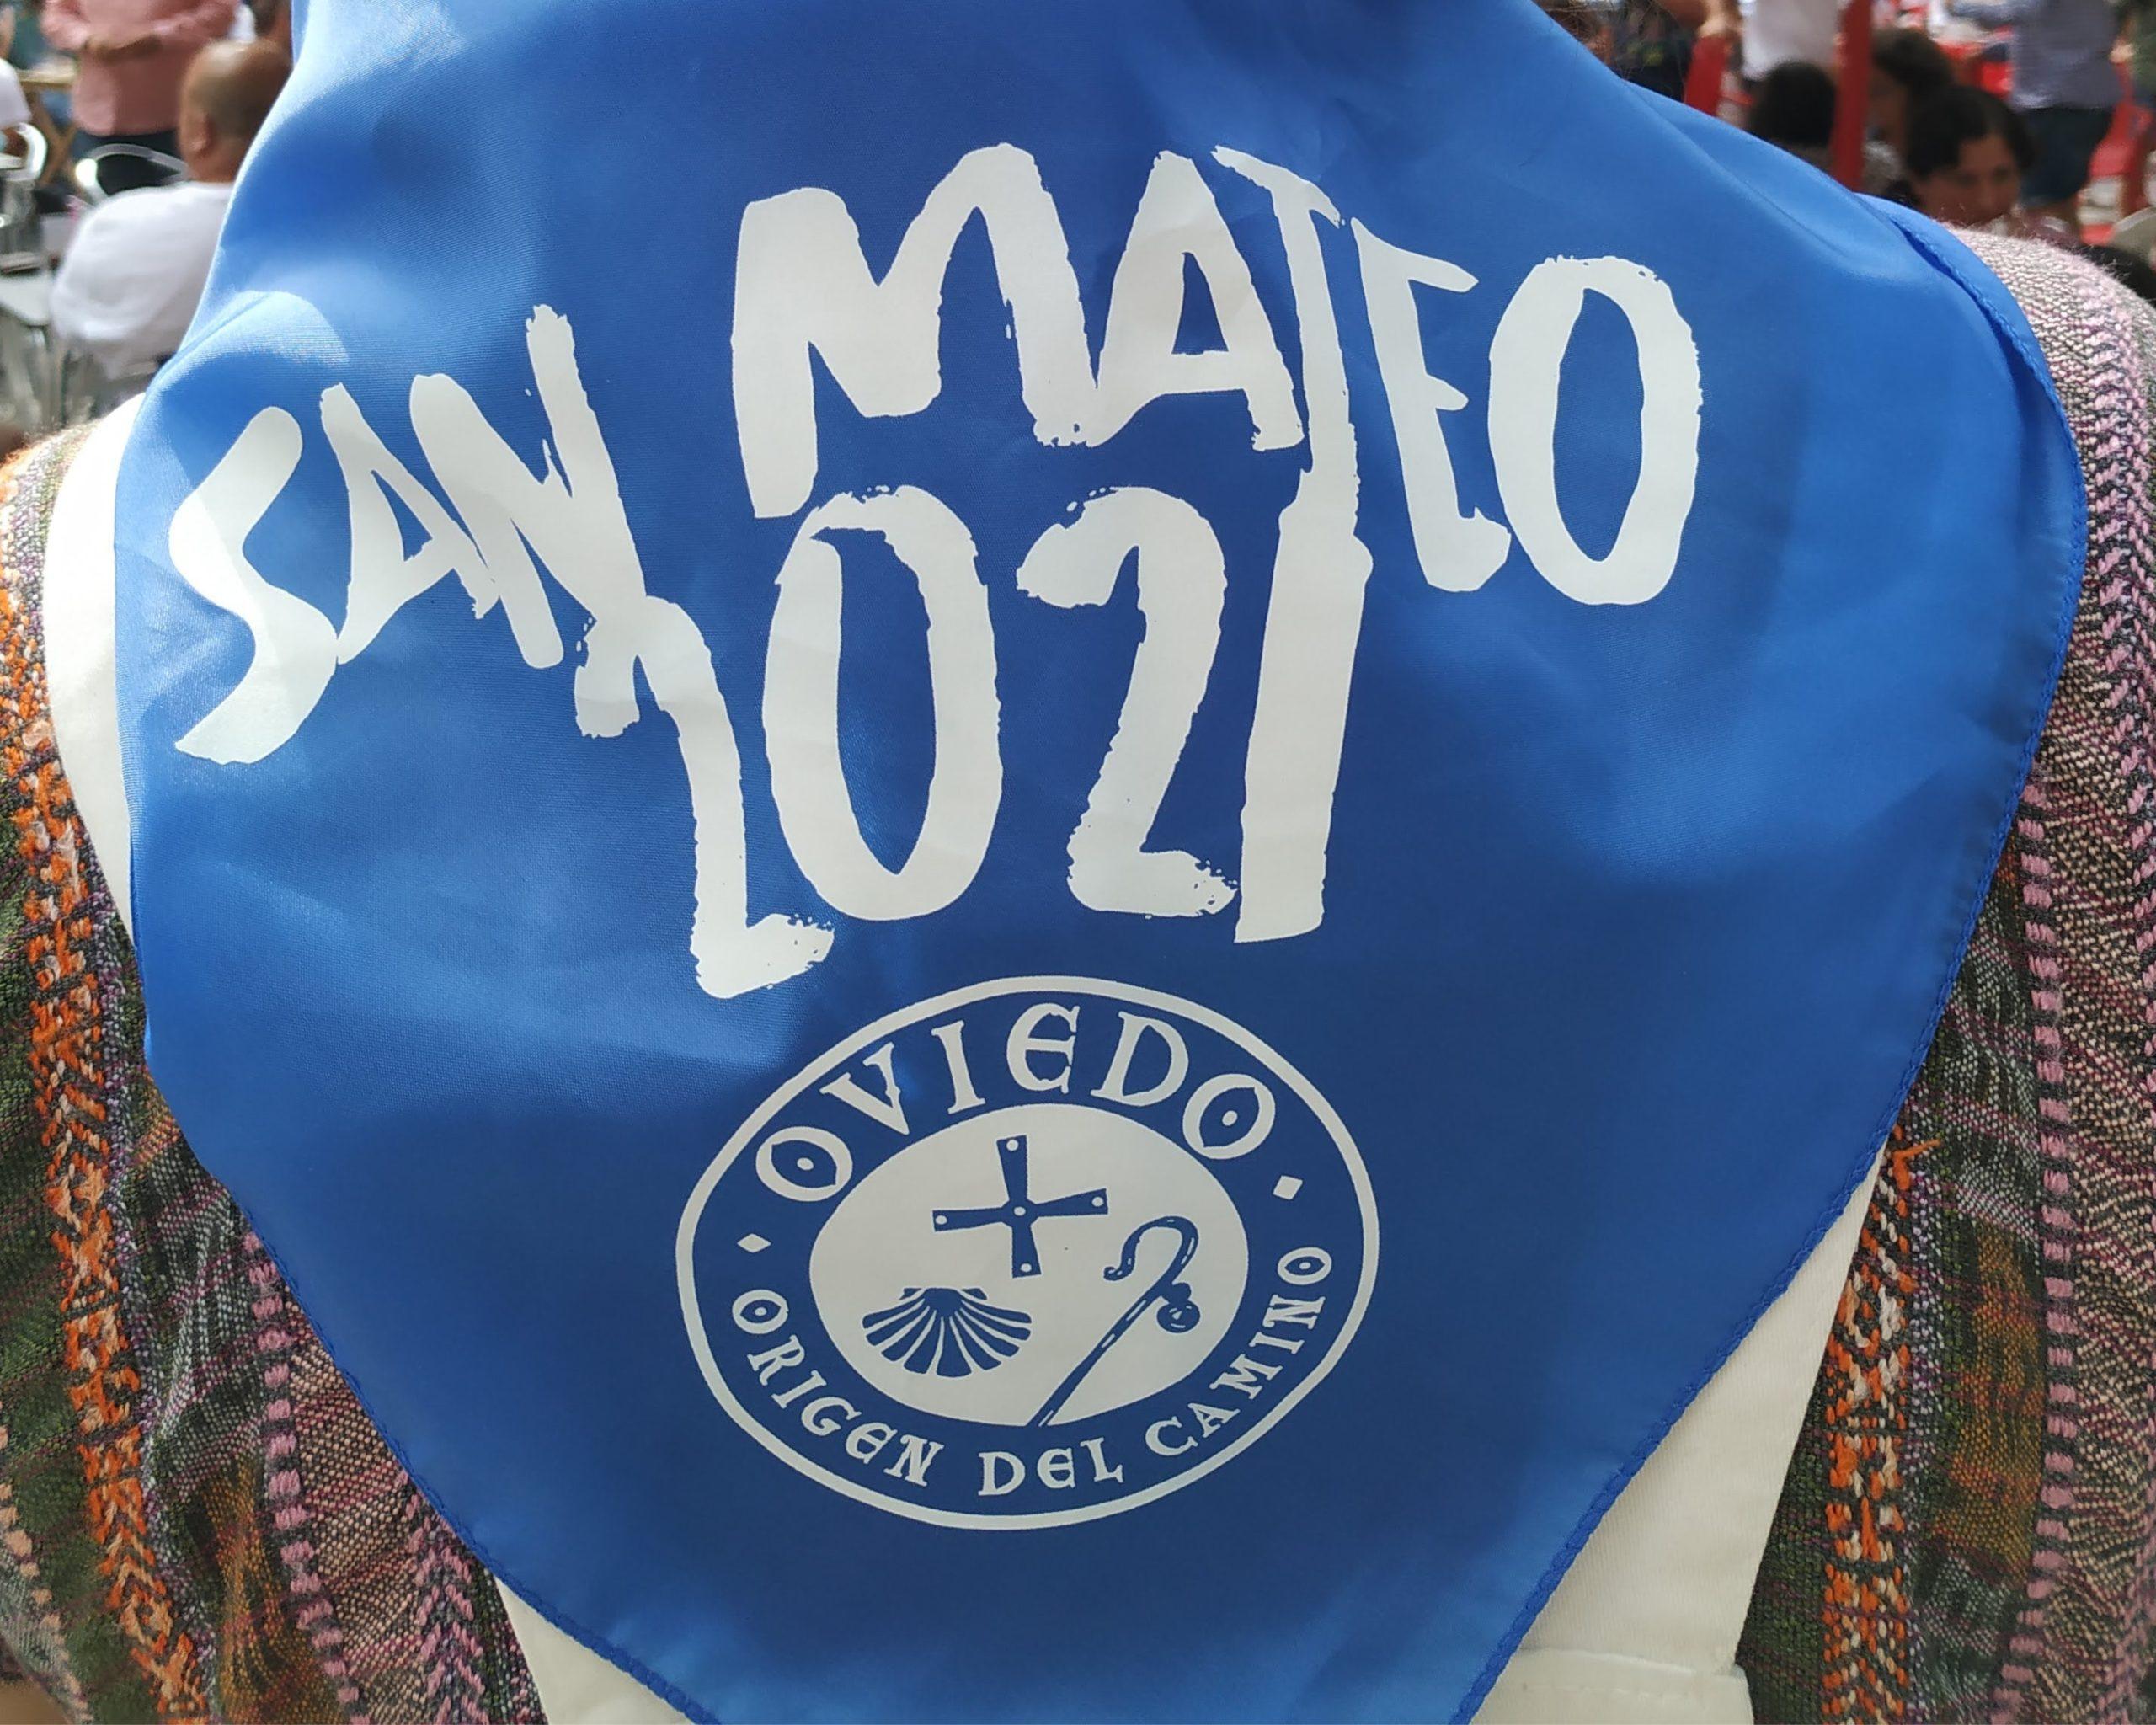 SAN MATEO
2021
OVIEDO
ORIGEN DEL CAMINO